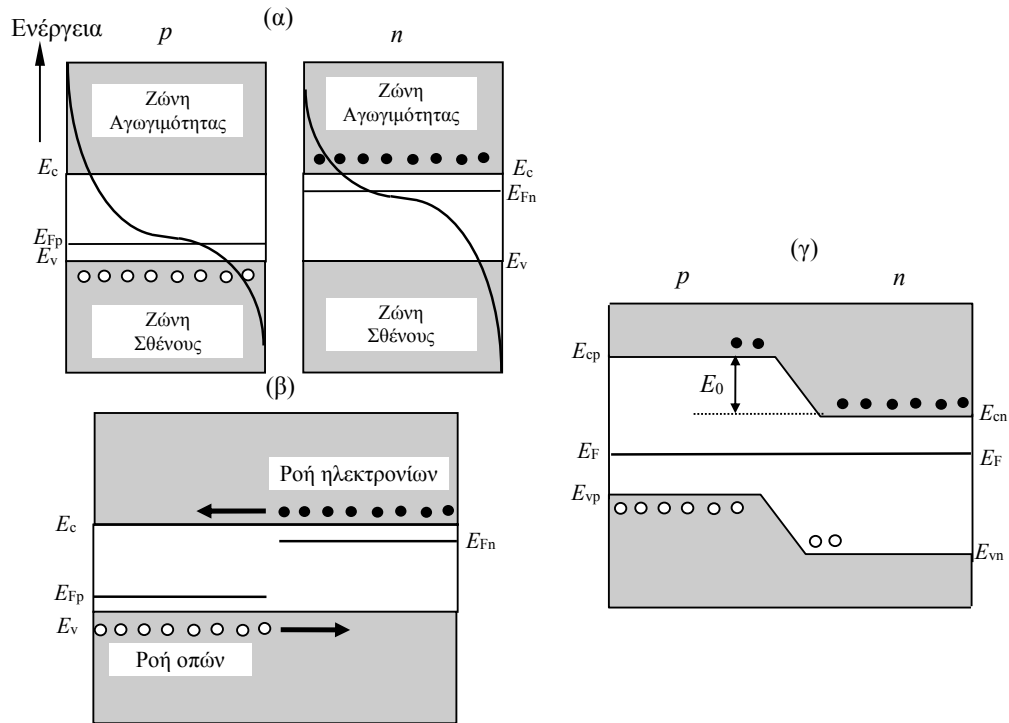 (α)
Ενέργεια
p
n
Ζώνη
Αγωγιμότητας
Ζώνη
Αγωγιμότητας
Ec
Ec
EFn
EFp
Ev
Ev
Ζώνη
Σθένους
Ζώνη
Σθένους
(β)
Ροή ηλεκτρονίων
Ec
EFn
EFp
Ev
Ροή οπών
(γ)
p
n
Ecp
E0
Ecn
EF
EF
Evp
Evn